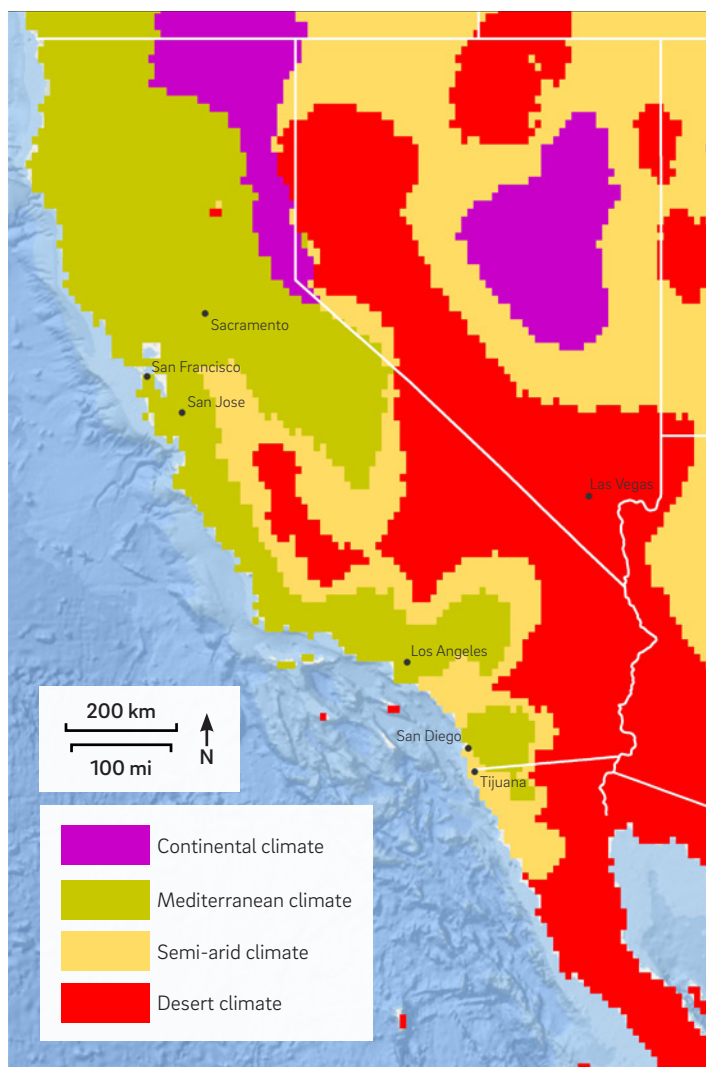 Sacramento
San Francisco
San Jose
Las Vegas
Los Angeles
San Diego
Tijuana
200 km
100 mi
N
Continental climate
Mediterranean climate
Semi-arid climate
Desert climate